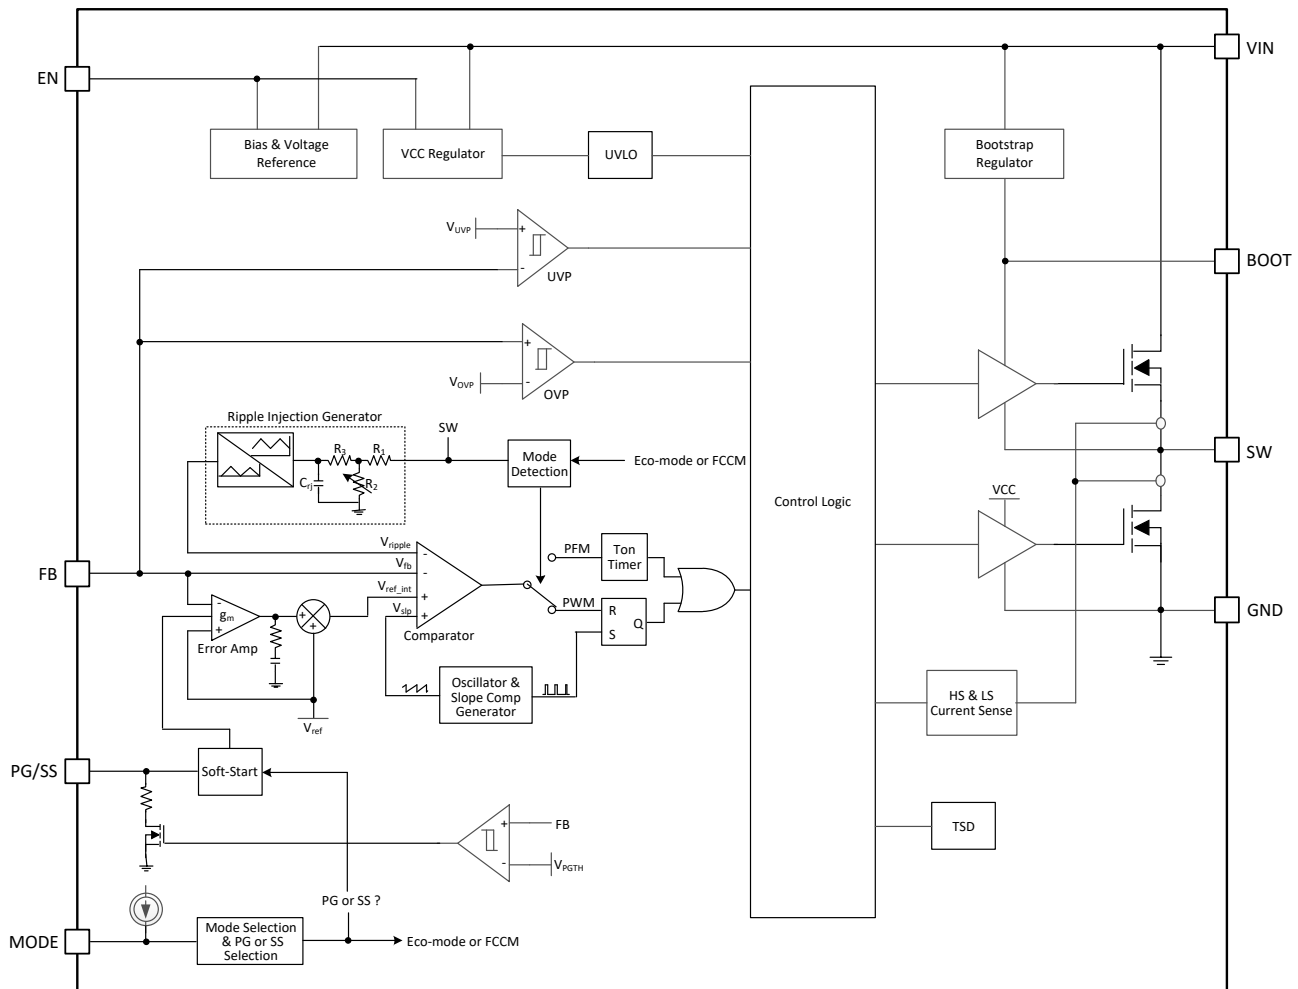 VIN
EN
Bias & Voltage
Reference
VCC Regulator
UVLO
Bootstrap
Regulator
VUVP
+
-
UVP
BOOT
+
VOVP
-
OVP
Ripple Injection Generator
R3
R1
Crj
R2
SW
Mode
Detection
Eco-mode or FCCM
Control Logic
SW
VCC
Vripple
-
FB
Vfb
-
Vref_int
+
Vslp
+
Comparator
PFM
Ton
Timer
PWM
R
S
Q
-
gm
+
Error Amp
+
+
Vref
Oscillator &
Slope Comp
Generator
GND
HS & LS
Current Sense
PG/SS
Soft-Start
+
FB
-
VPGTH
TSD
PG or SS ?
MODE
Mode Selection
& PG or SS
Selection
Eco-mode or FCCM